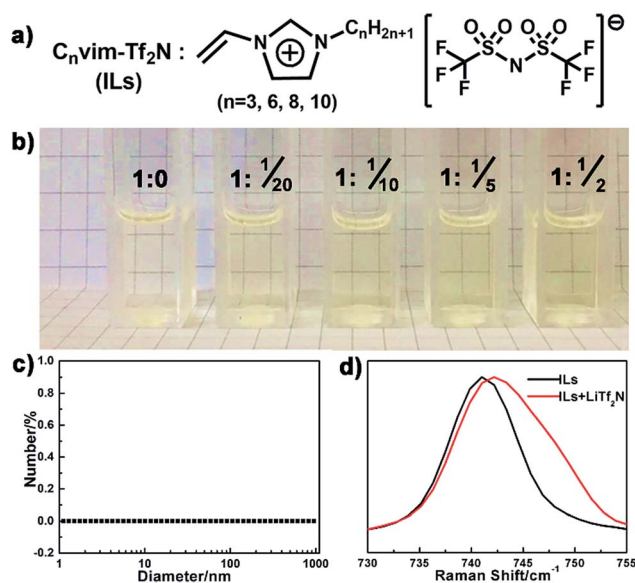 a) CₙVim-Tf₂N :
(ILs)
N
N
⊕
CₙH₂ₙ₊₁
(n=3, 6, 8, 10)
O O O O
S S
F F
F N F
F F
⊖
b)
1:0 1: 1/20 1: 1/10 1: 1/5 1: 1/2
c)
1.0
0.8
0.6
0.4
0.2
0.0
-0.2
Number/%
1 10 100 1000
Diameter/nm
d)
ILs
ILs+LiTf₂N
730 735 740 745 750 755
Raman Shift/cm⁻¹